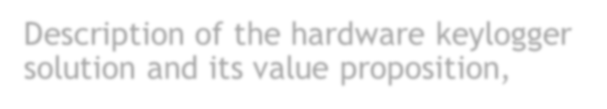 Description of the hardware keylogger
solution and its value proposition,